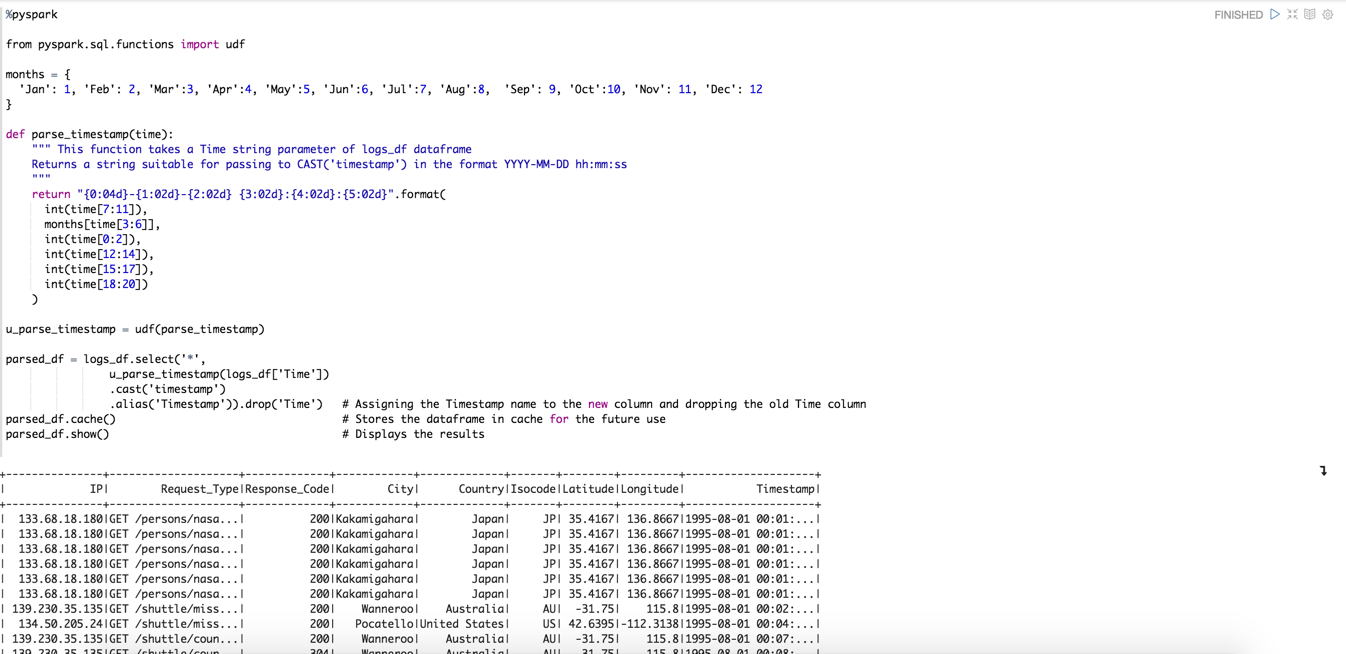 %pyspark
FINISHED
from pyspark.sql.functions import udf
months = {
  'Jan': 1, 'Feb': 2, 'Mar':3, 'Apr':4, 'May':5, 'Jun':6, 'Jul':7, 'Aug':8,  'Sep': 9, 'Oct':10, 'Nov': 11, 'Dec': 12
}
def parse_timestamp(time):
    """ This function takes a Time string parameter of logs_df dataframe
    Returns a string suitable for passing to CAST('timestamp') in the format YYYY-MM-DD hh:mm:ss
    """
    return "{0:04d}-{1:02d}-{2:02d} {3:02d}:{4:02d}:{5:02d}".format(
      int(time[7:11]),
      months[time[3:6]],
      int(time[0:2]),
      int(time[12:14]),
      int(time[15:17]),
      int(time[18:20])
    )
u_parse_timestamp = udf(parse_timestamp)
parsed_df = logs_df.select('*',
                u_parse_timestamp(logs_df['Time'])
                .cast('timestamp')
                .alias('Timestamp')).drop('Time')   # Assigning the Timestamp name to the new column and dropping the old Time column
parsed_df.cache()                                   # Stores the dataframe in cache for the future use
parsed_df.show()                                    # Displays the results
+---------------+--------------------+-------------+------------+-------------+-------+--------+---------+--------------------+
|             IP|        Request_Type|Response_Code|        City|      Country|Isocode|Latitude|Longitude|           Timestamp|
+---------------+--------------------+-------------+------------+-------------+-------+--------+---------+--------------------+
|  133.68.18.180|GET /persons/nasa...|          200|Kakamigahara|        Japan|     JP| 35.4167| 136.8667|1995-08-01 00:01:...|
|  133.68.18.180|GET /persons/nasa...|          200|Kakamigahara|        Japan|     JP| 35.4167| 136.8667|1995-08-01 00:01:...|
|  133.68.18.180|GET /persons/nasa...|          200|Kakamigahara|        Japan|     JP| 35.4167| 136.8667|1995-08-01 00:01:...|
|  133.68.18.180|GET /persons/nasa...|          200|Kakamigahara|        Japan|     JP| 35.4167| 136.8667|1995-08-01 00:01:...|
|  133.68.18.180|GET /persons/nasa...|          200|Kakamigahara|        Japan|     JP| 35.4167| 136.8667|1995-08-01 00:01:...|
|  133.68.18.180|GET /persons/nasa...|          200|Kakamigahara|        Japan|     JP| 35.4167| 136.8667|1995-08-01 00:01:...|
| 139.230.35.135|GET /shuttle/miss...|          200|    Wanneroo|    Australia|     AU|  -31.75|    115.8|1995-08-01 00:02:...|
|  134.50.205.24|GET /shuttle/miss...|          200|   Pocatello|United States|     US| 42.6395|-112.3138|1995-08-01 00:04:...|
| 139.230.35.135|GET /shuttle/coun...|          200|    Wanneroo|    Australia|     AU|  -31.75|    115.8|1995-08-01 00:07:...|
| 139.230.35.135|GET /shuttle/coun...|          304|    Wanneroo|    Australia|     AU|  -31.75|    115.8|1995-08-01 00:08:...|